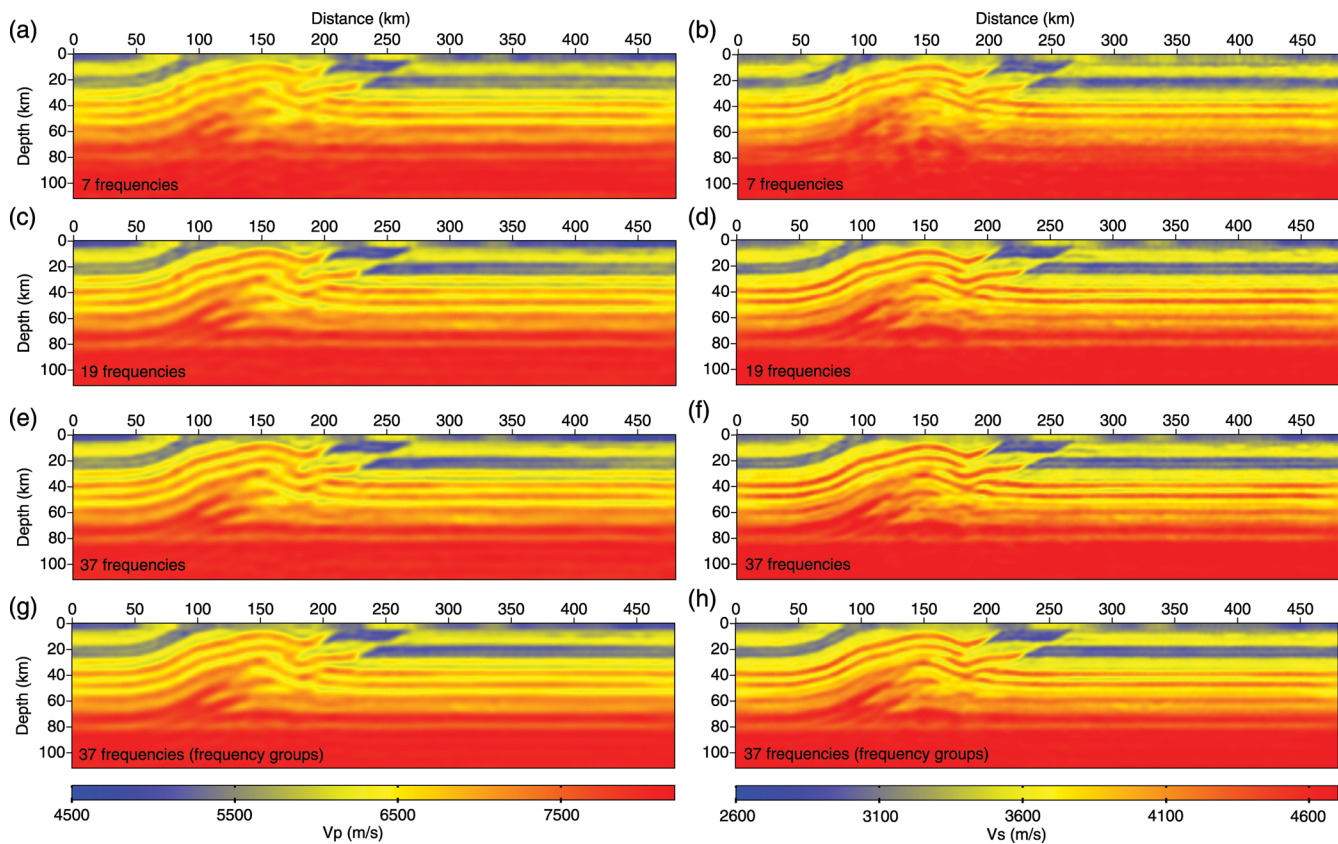 Distance (km) Distance (km)
(a) (b)
0 50 100 150 200 250 300 350 400 450 0 50 100 150 200 250 300 350 400 450
0 0
20 20
40 40
60 60
80 80
100 100
Depth (km) Depth (km)
7 frequencies 7 frequencies
(c) (d)
0 50 100 150 200 250 300 350 400 450 0 50 100 150 200 250 300 350 400 450
0 0
20 20
40 40
60 60
80 80
100 100
Depth (km) Depth (km)
19 frequencies 19 frequencies
(e) (f)
0 50 100 150 200 250 300 350 400 450 0 50 100 150 200 250 300 350 400 450
0 0
20 20
40 40
60 60
80 80
100 100
Depth (km) Depth (km)
37 frequencies 37 frequencies
(g) (h)
0 50 100 150 200 250 300 350 400 450 0 50 100 150 200 250 300 350 400 450
0 0
20 20
40 40
60 60
80 80
100 100
Depth (km) Depth (km)
37 frequencies (frequency groups) 37 frequencies (frequency groups)
4500 5500 6500 7500 2600 3100 3600 4100 4600
Vp (m/s) Vs (m/s)